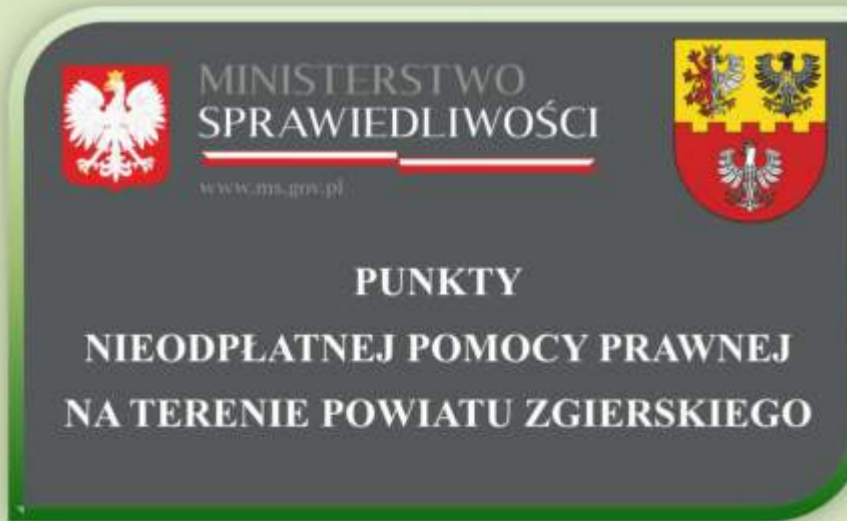 MINISTERSTWO
SPRAWIEDLIWOŚCI
www.ms.gov.pl
PUNKTY
NIEODPŁATNEJ POMOCY PRAWNEJ
NA TERENIE POWIATU ZGIERSKIEGO